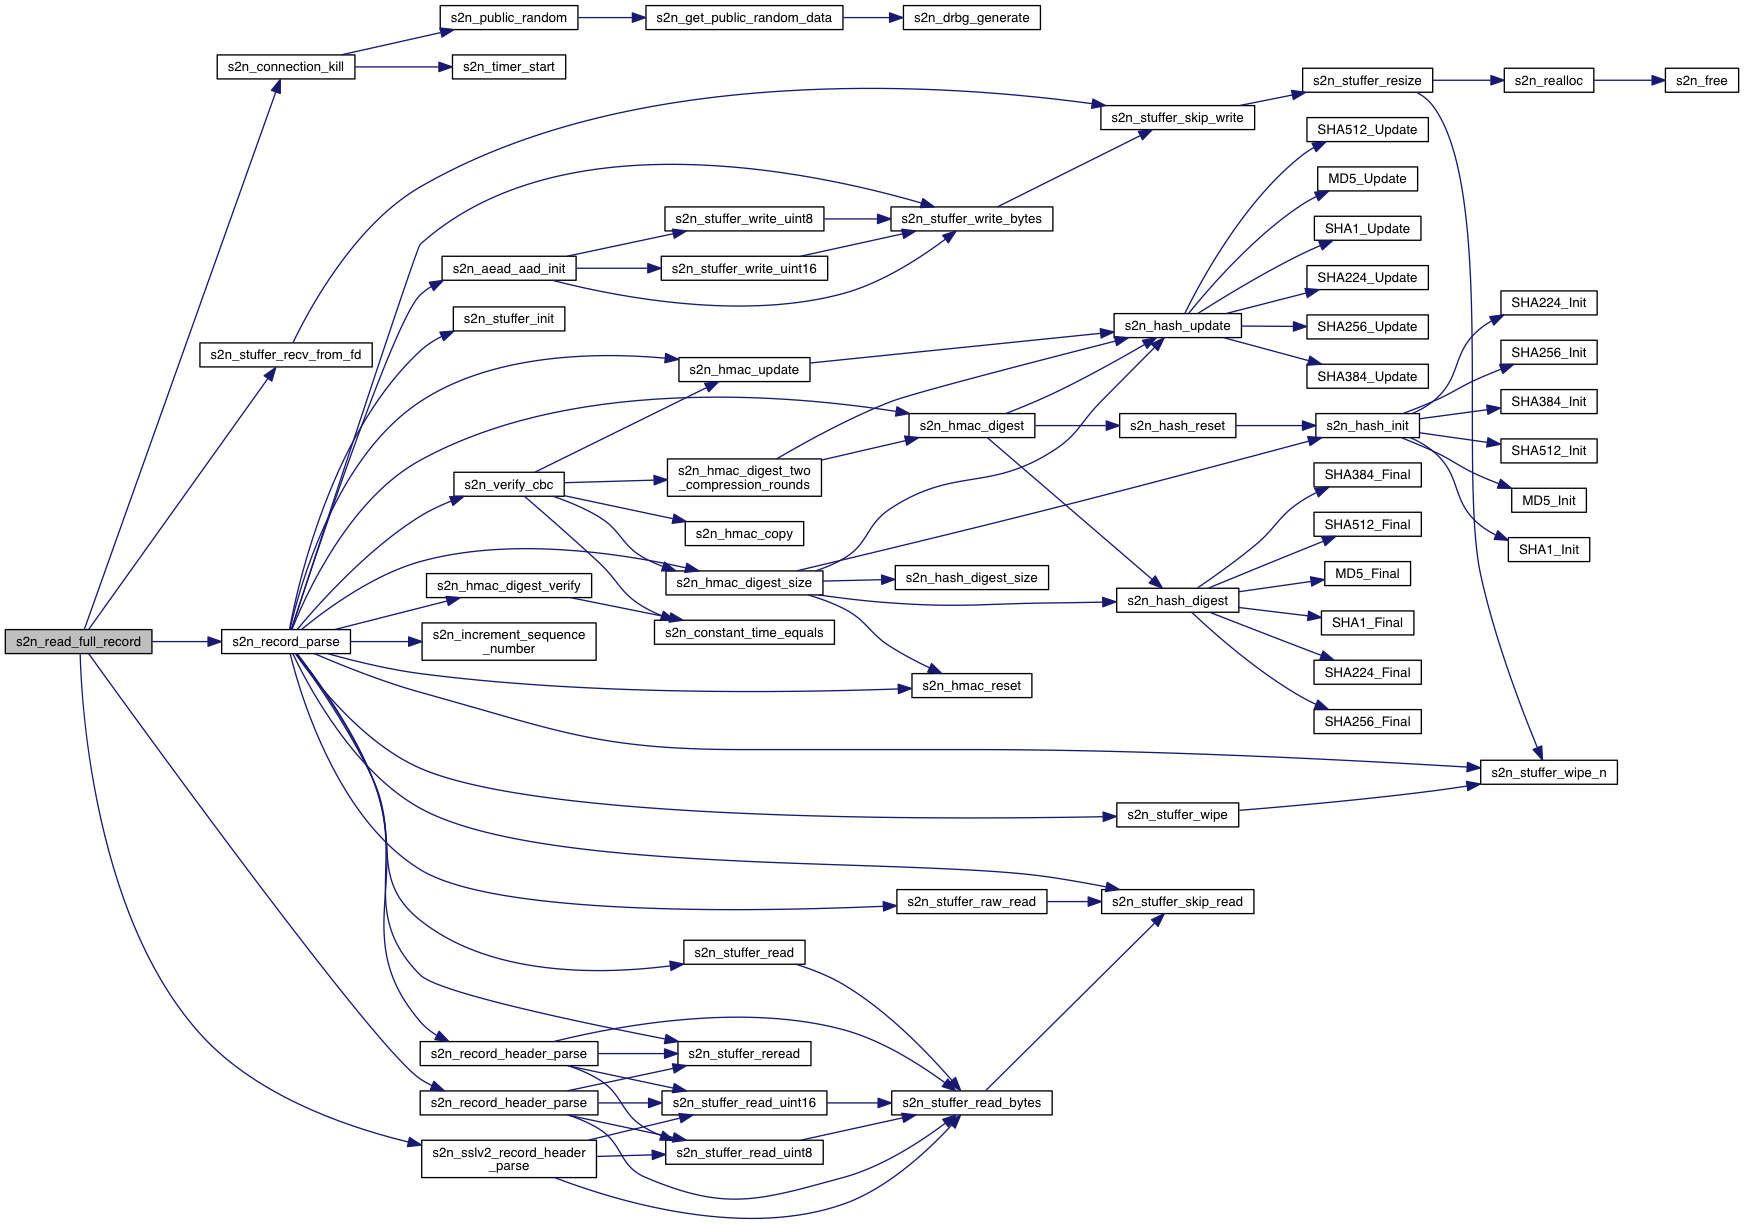 s2n_public_random
s2n_get_public_random_data
s2n_drbg_generate
s2n_connection_kill
s2n_timer_start
s2n_stuffer_resize
s2n_realloc
s2n_free
s2n_stuffer_skip_write
SHA512_Update
MD5_Update
s2n_stuffer_write_uint8
s2n_stuffer_write_bytes
SHA1_Update
s2n_aead_aad_init
s2n_stuffer_write_uint16
SHA224_Update
SHA224_Init
s2n_stuffer_init
s2n_hash_update
SHA256_Update
s2n_stuffer_recv_from_fd
SHA256_Init
s2n_hmac_update
SHA384_Update
SHA384_Init
s2n_hmac_digest
s2n_hash_reset
s2n_hash_init
SHA512_Init
s2n_verify_cbc
s2n_hmac_digest_two
_compression_rounds
SHA384_Final
MD5_Init
s2n_hmac_copy
SHA512_Final
SHA1_Init
s2n_hmac_digest_verify
s2n_hmac_digest_size
s2n_hash_digest_size
MD5_Final
s2n_hash_digest
s2n_read_full_record
s2n_record_parse
s2n_increment_sequence
_number
s2n_constant_time_equals
SHA1_Final
s2n_hmac_reset
SHA224_Final
SHA256_Final
s2n_stuffer_wipe_n
s2n_stuffer_wipe
s2n_stuffer_raw_read
s2n_stuffer_skip_read
s2n_stuffer_read
s2n_record_header_parse
s2n_stuffer_reread
s2n_record_header_parse
s2n_stuffer_read_uint16
s2n_stuffer_read_bytes
s2n_sslv2_record_header
_parse
s2n_stuffer_read_uint8